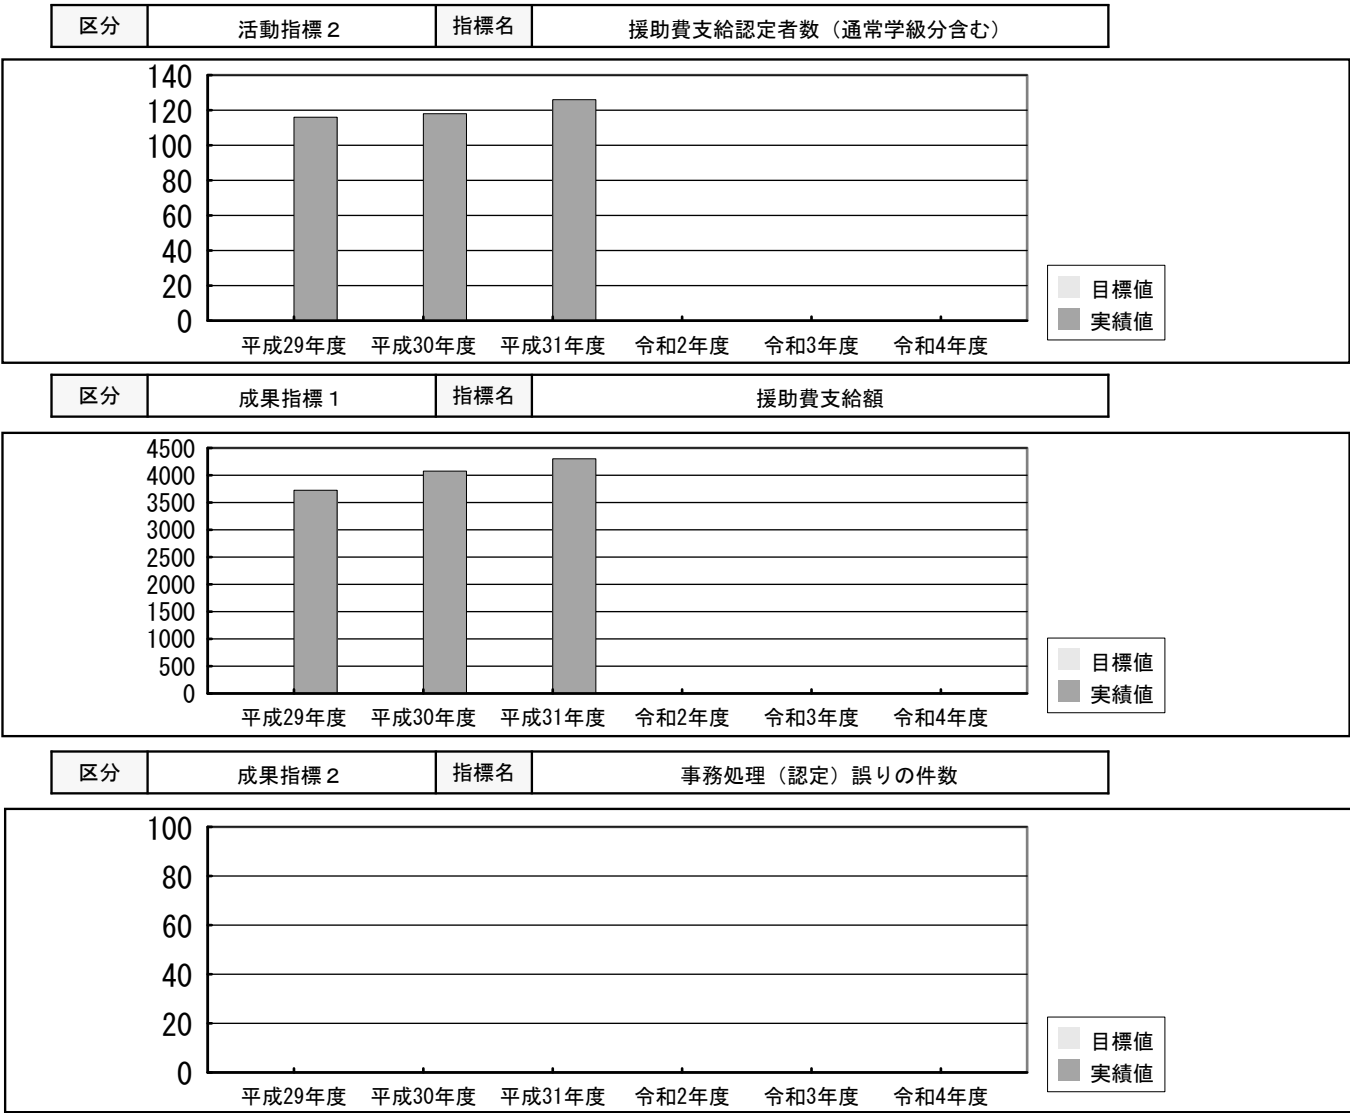 区分 活動指標２ 指標名 援助費支給認定者数（通常学級分含む）
140
120
100
80
60
40
20
0
平成29年度 平成30年度 平成31年度 令和2年度 令和3年度 令和4年度
目標値
実績値
区分 成果指標１ 指標名 援助費支給額
4500
4000
3500
3000
2500
2000
1500
1000
500
0
平成29年度 平成30年度 平成31年度 令和2年度 令和3年度 令和4年度
目標値
実績値
区分 成果指標２ 指標名 事務処理（認定）誤りの件数
100
80
60
40
20
0
平成29年度 平成30年度 平成31年度 令和2年度 令和3年度 令和4年度
目標値
実績値